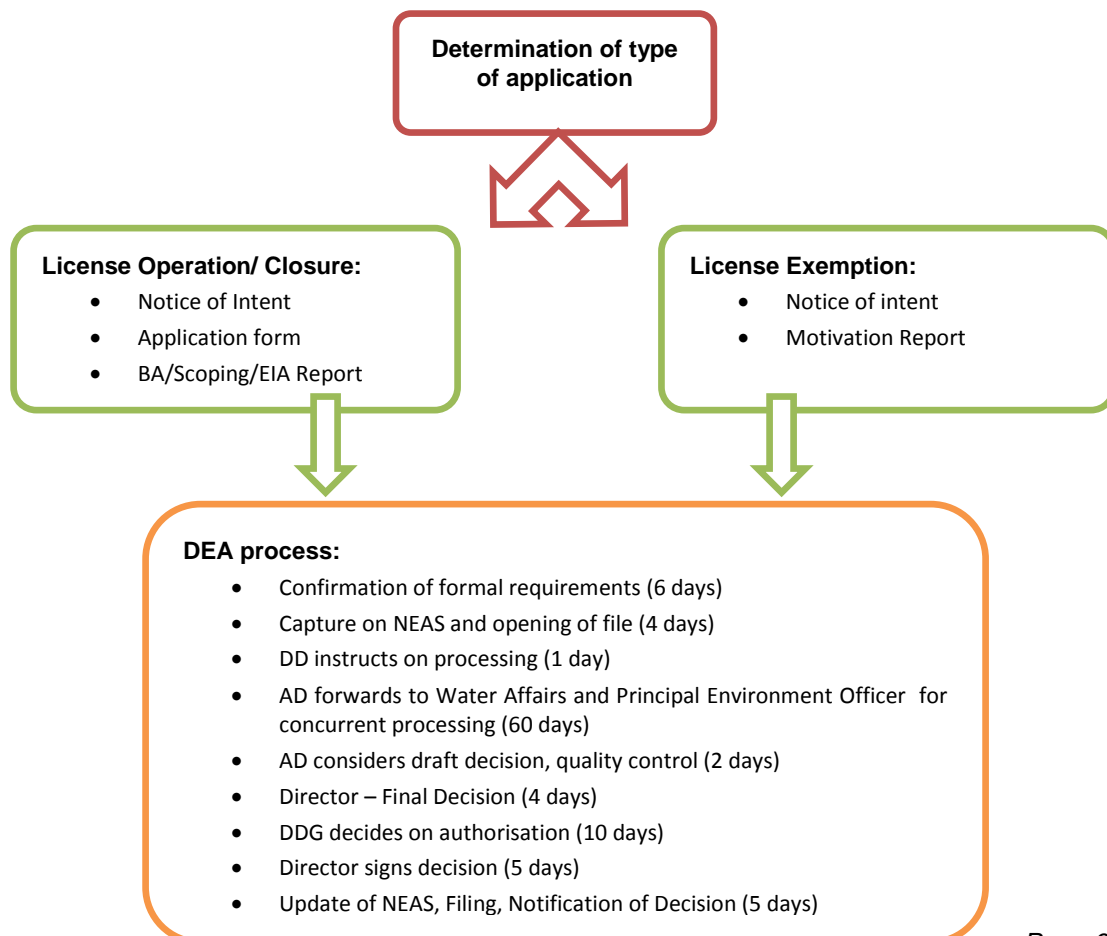 Determination of type
of application
License Operation/ Closure:
• Notice of Intent
• Application form
• BA/Scoping/EIA Report
License Exemption:
• Notice of intent
• Motivation Report
DEA process:
• Confirmation of formal requirements (6 days)
• Capture on NEAS and opening of file (4 days)
• DD instructs on processing (1 day)
• AD forwards to Water Affairs and Principal Environment Officer for
concurrent processing (60 days)
• AD considers draft decision, quality control (2 days)
• Director – Final Decision (4 days)
• DDG decides on authorisation (10 days)
• Director signs decision (5 days)
• Update of NEAS, Filing, Notification of Decision (5 days)